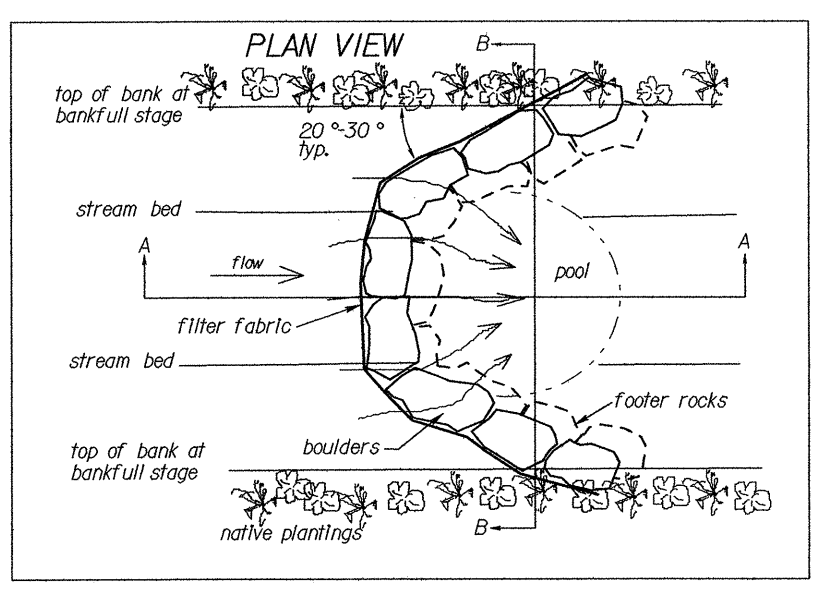 PLAN VIEW
B
top of bank at
bankfull stage
20°-30°
typ.
stream bed
A
A
flow
pool
filter fabric
stream bed
footer rocks
boulders
top of bank at
bankfull stage
B
native plantings